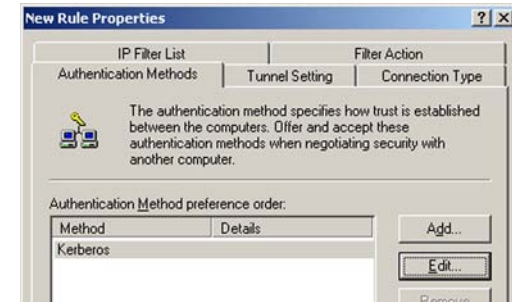 New Rule Properties
IP Filter List
Filter Action
Authentication Methods
Tunnel Setting
Connection Type
The authentication method specifies how trust is established
between the computers. Offer and accept these
authentication methods when negotiating security with
another computer.
Authentication Method preference order:
Method
Details
Add...
Kerberos
Edit...
Remove